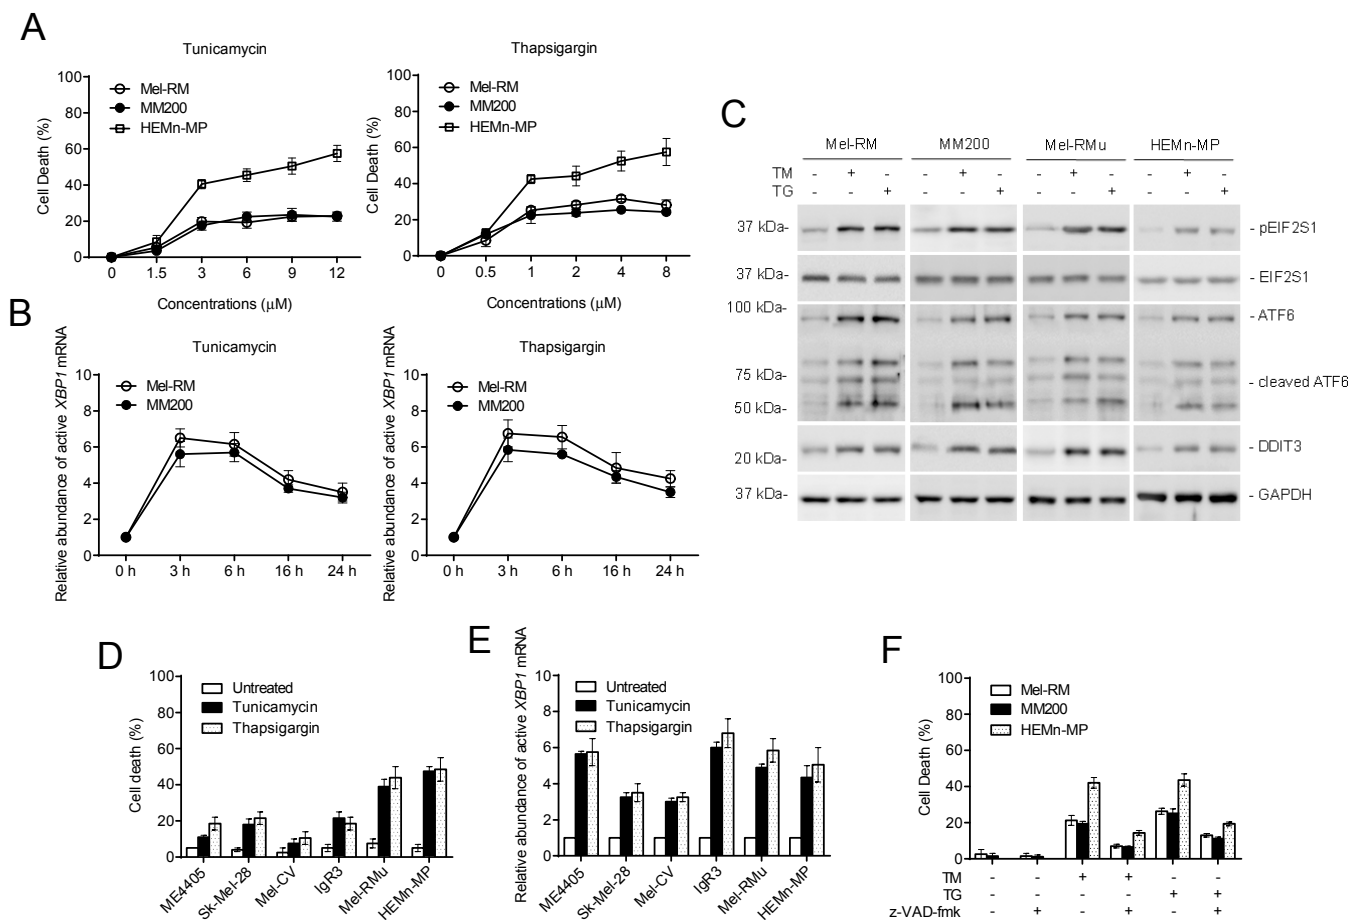 A
Tunicamycin
100
80
60
40
20
0
Cell Death (%)
Mel-RM
MM200
HEMn-MP
0 1.5 3 6 9 12
Concentrations (μM)
Thapsigargin
100
80
60
40
20
0
Cell Death (%)
Mel-RM
MM200
HEMn-MP
0 0.5 1 2 4 8
Concentrations (μM)
B
Tunicamycin
10
8
6
4
2
0
Relative abundance of active XBP1 mRNA
Mel-RM
MM200
0 h 3 h 6 h 16 h 24 h
Thapsigargin
10
8
6
4
2
0
Relative abundance of active XBP1 mRNA
Mel-RM
MM200
0 h 3 h 6 h 16 h 24 h
C
Mel-RM MM200 Mel-RMu HEMn-MP
TM - + - - + - - + - - + -
TG - - + - - + - - + - - +
37 kDa- - pEIF2S1
37 kDa- - EIF2S1
100 kDa- - ATF6
75 kDa- - cleaved ATF6
50 kDa-
- DDIT3
20 kDa-
37 kDa- - GAPDH
D
100
80
60
40
20
0
Cell death (%)
Untreated
Tunicamycin
Thapsigargin
ME4405 Sk-Mel-28 Mel-CV IgR3 Mel-RMu HEMn-MP
E
10
8
6
4
2
0
Relative abundance of active XBP1 mRNA
Untreated
Tunicamycin
Thapsigargin
ME4405 Sk-Mel-28 Mel-CV IgR3 Mel-RMu HEMn-MP
F
100
80
60
40
20
0
Cell Death (%)
Mel-RM
MM200
HEMn-MP
TM - - + + - -
TG - - - - + +
z-VAD-fmk - + - + - +